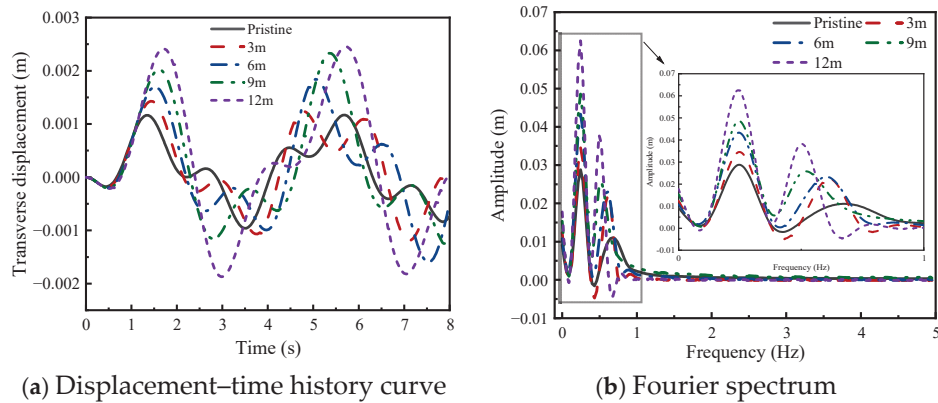 0.003
0.002
0.001
0.000
−0.001
−0.002
Transverse displacement (m)
Pristine
3m
6m
9m
12m
0 1 2 3 4 5 6 7 8
Time (s)
(a) Displacement–time history curve
0.07
0.06
0.05
0.04
0.03
0.02
0.01
0.00
−0.01
Amplitude (m)
Pristine 3m
6m 9m
12m
0.07
0.06
0.05
0.04
0.03
0.02
0.01
0.00
-0.01
Amplitude (m)
0 1
Frequency (Hz)
0 1 2 3 4 5
Frequency (Hz)
(b) Fourier spectrum